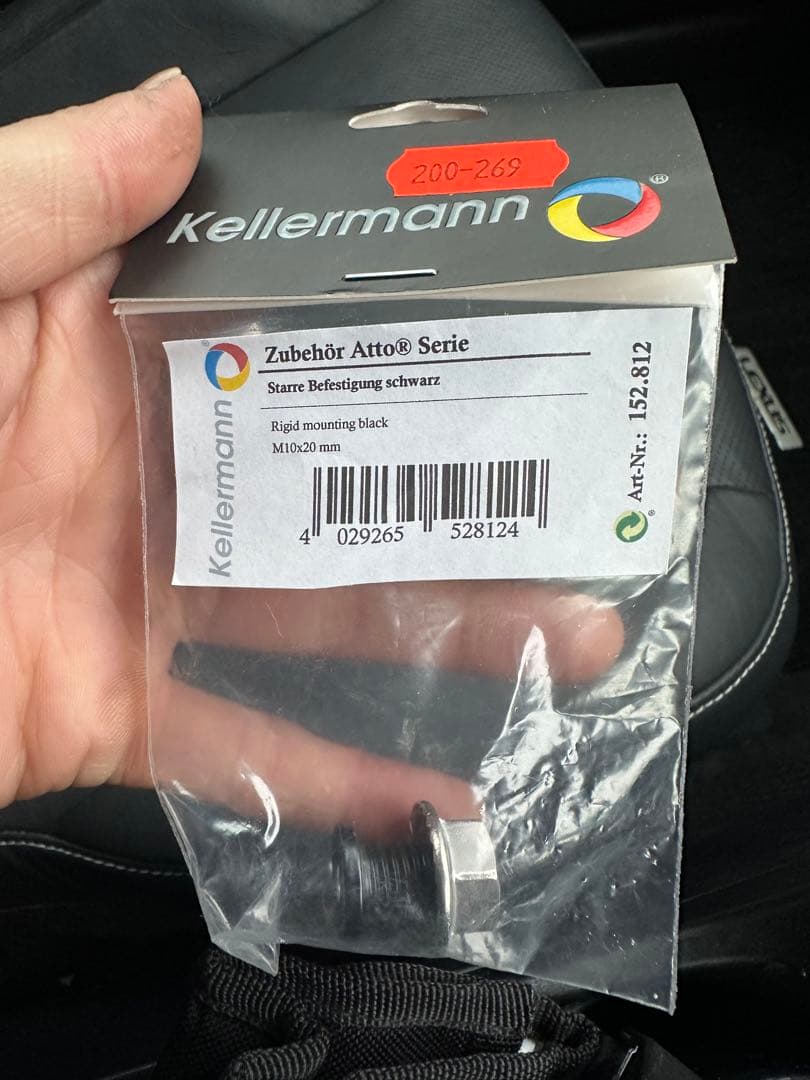 200-269
Kellermann®
Zubehör Atto® Serie
Starre Befestigung schwarz
Rigid mounting black
M10x20 mm
4 029265 528124
Kellermann
Art-Nr.: 152.812
®
LEXUS